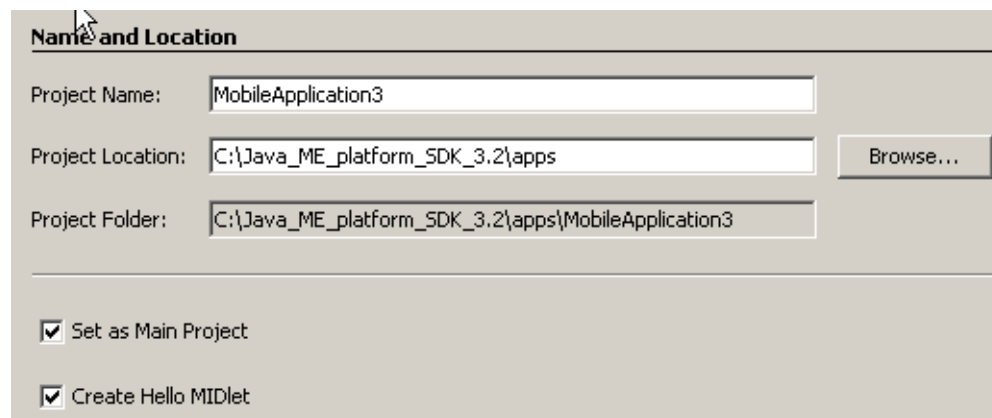 Name and Location
Project Name: MobileApplication3
Project Location: C:\Java_ME_platform_SDK_3.2\apps Browse...
Project Folder: C:\Java_ME_platform_SDK_3.2\apps\MobileApplication3
Set as Main Project
Create Hello MIDlet